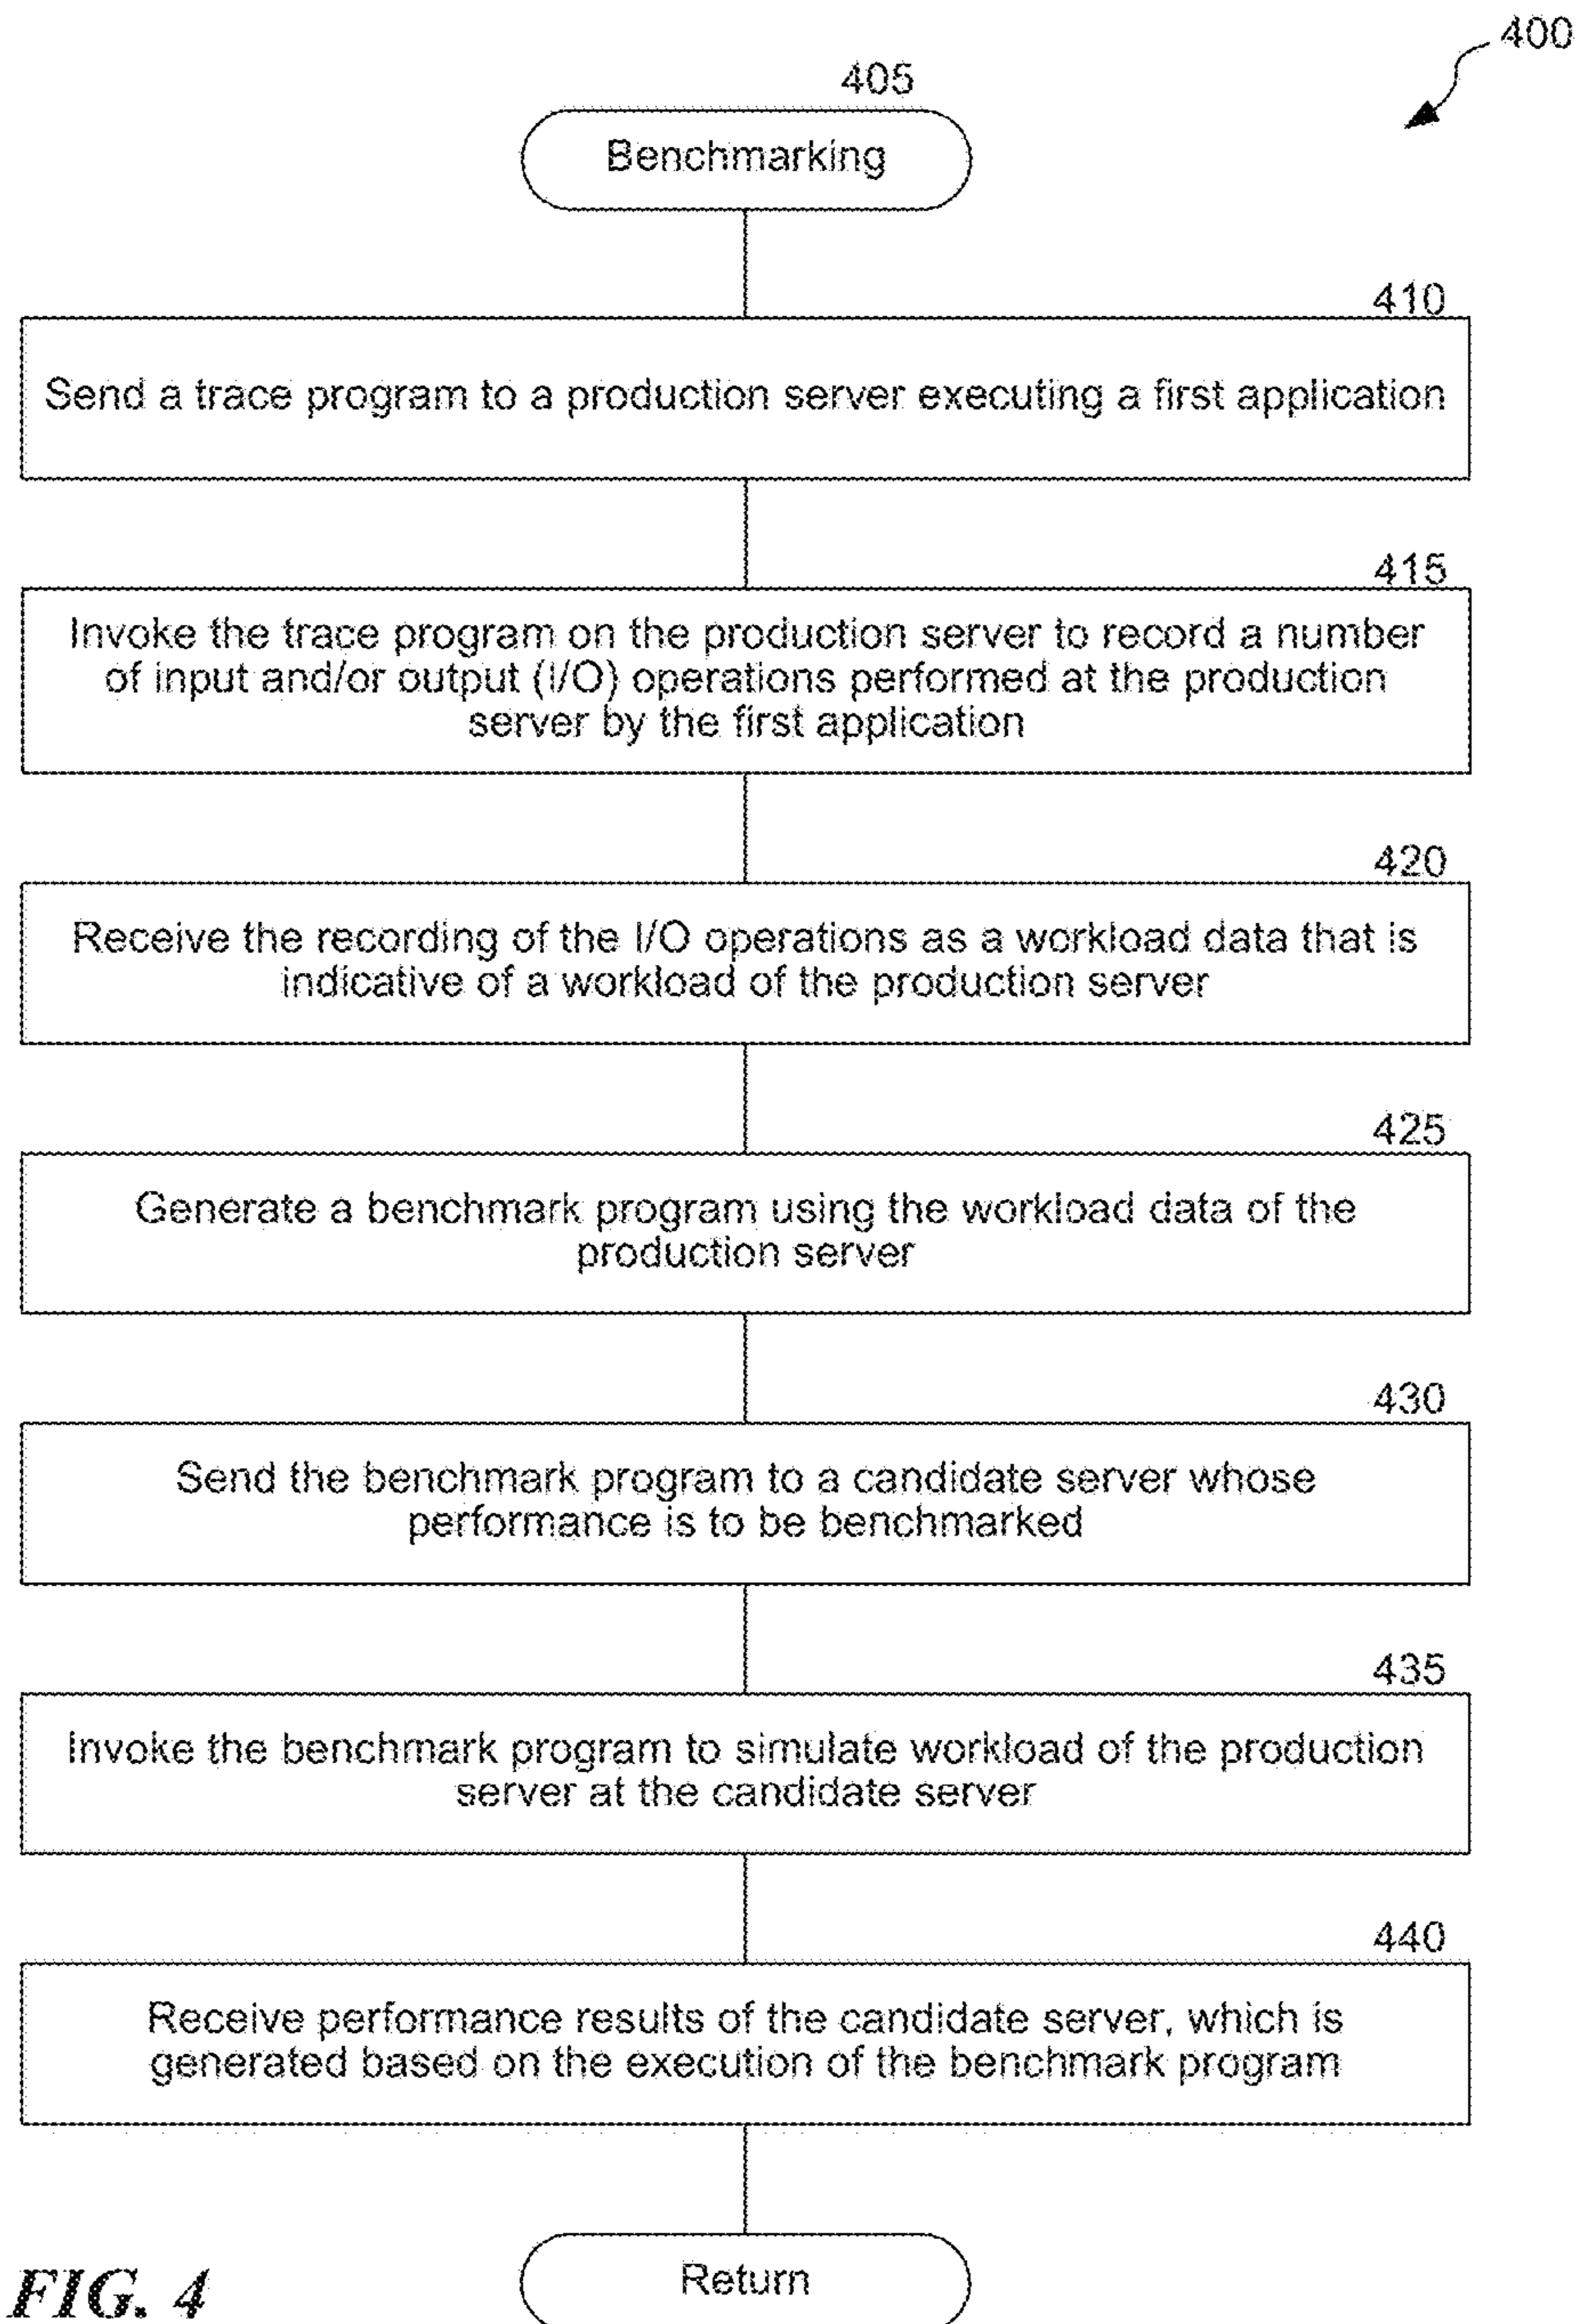 400
405
Benchmarking
410
Send a trace program to a production server executing a first application
415
Invoke the trace program on the production server to record a number
of input and/or output (I/O) operations performed at the production
server by the first application
420
Receive the recording of the I/O operations as a workload data that is
indicative of a workload of the production server
425
Generate a benchmark program using the workload data of the
production server
430
Send the benchmark program to a candidate server whose
performance is to be benchmarked
435
Invoke the benchmark program to simulate workload of the production
server at the candidate server
440
Receive performance results of the candidate server, which is
generated based on the execution of the benchmark program
Return
FIG. 4